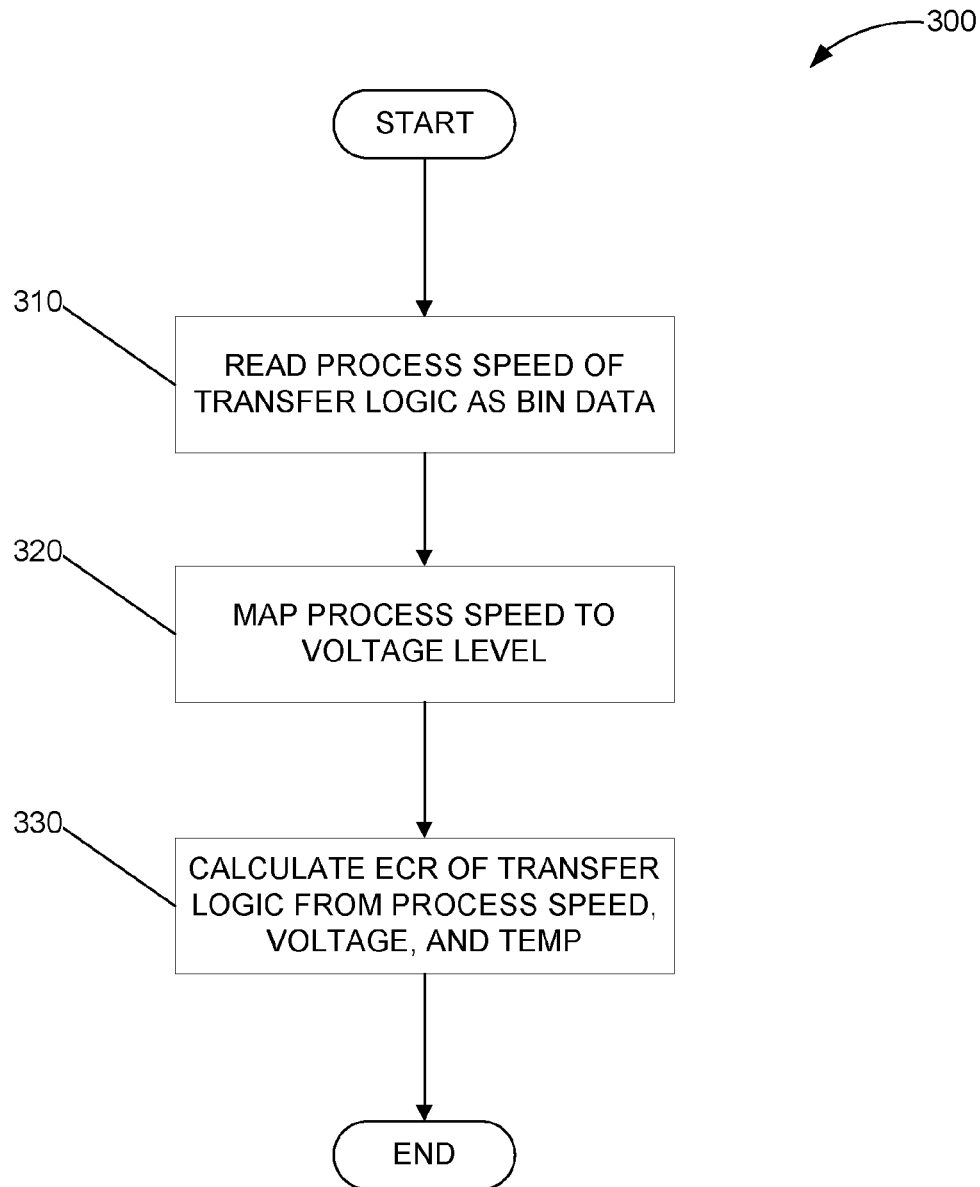 300
START
310
READ PROCESS SPEED OF
TRANSFER LOGIC AS BIN DATA
320
MAP PROCESS SPEED TO
VOLTAGE LEVEL
330
CALCULATE ECR OF TRANSFER
LOGIC FROM PROCESS SPEED,
VOLTAGE, AND TEMP
END